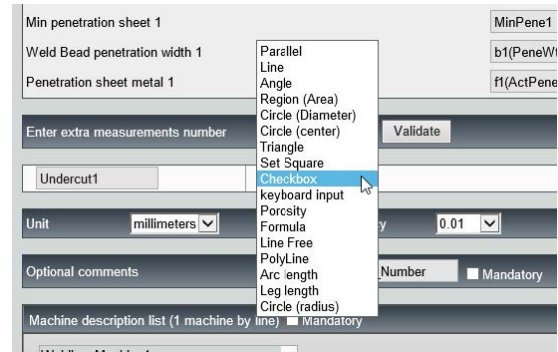 Min penetration sheet 1
MinPene1
Weld Bead penetration width 1
b1(PeneWt
Penetration sheet metal 1
f1(ActPene
Parallel
Line
Angle
Region (Area)
Circle (Diameter)
Circle (center)
Triangle
Set Square
Checkbox
keyboard input
Porcsity
Formula
Line Free
PolyLine
Arc length
Leg length
Circle (radius)
Enter extra measurements number
Validate
Undercut1
Unit
millimeters
y
0.01
Optional comments
_Number
Mandatory
Machine description list (1 machine by line)
Mandatory